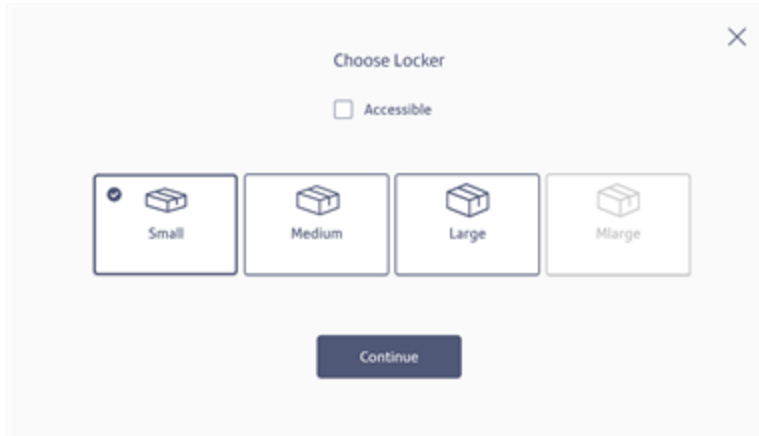 Choose Locker
Accessible
Small
Medium
Large
Mlarge
Continue